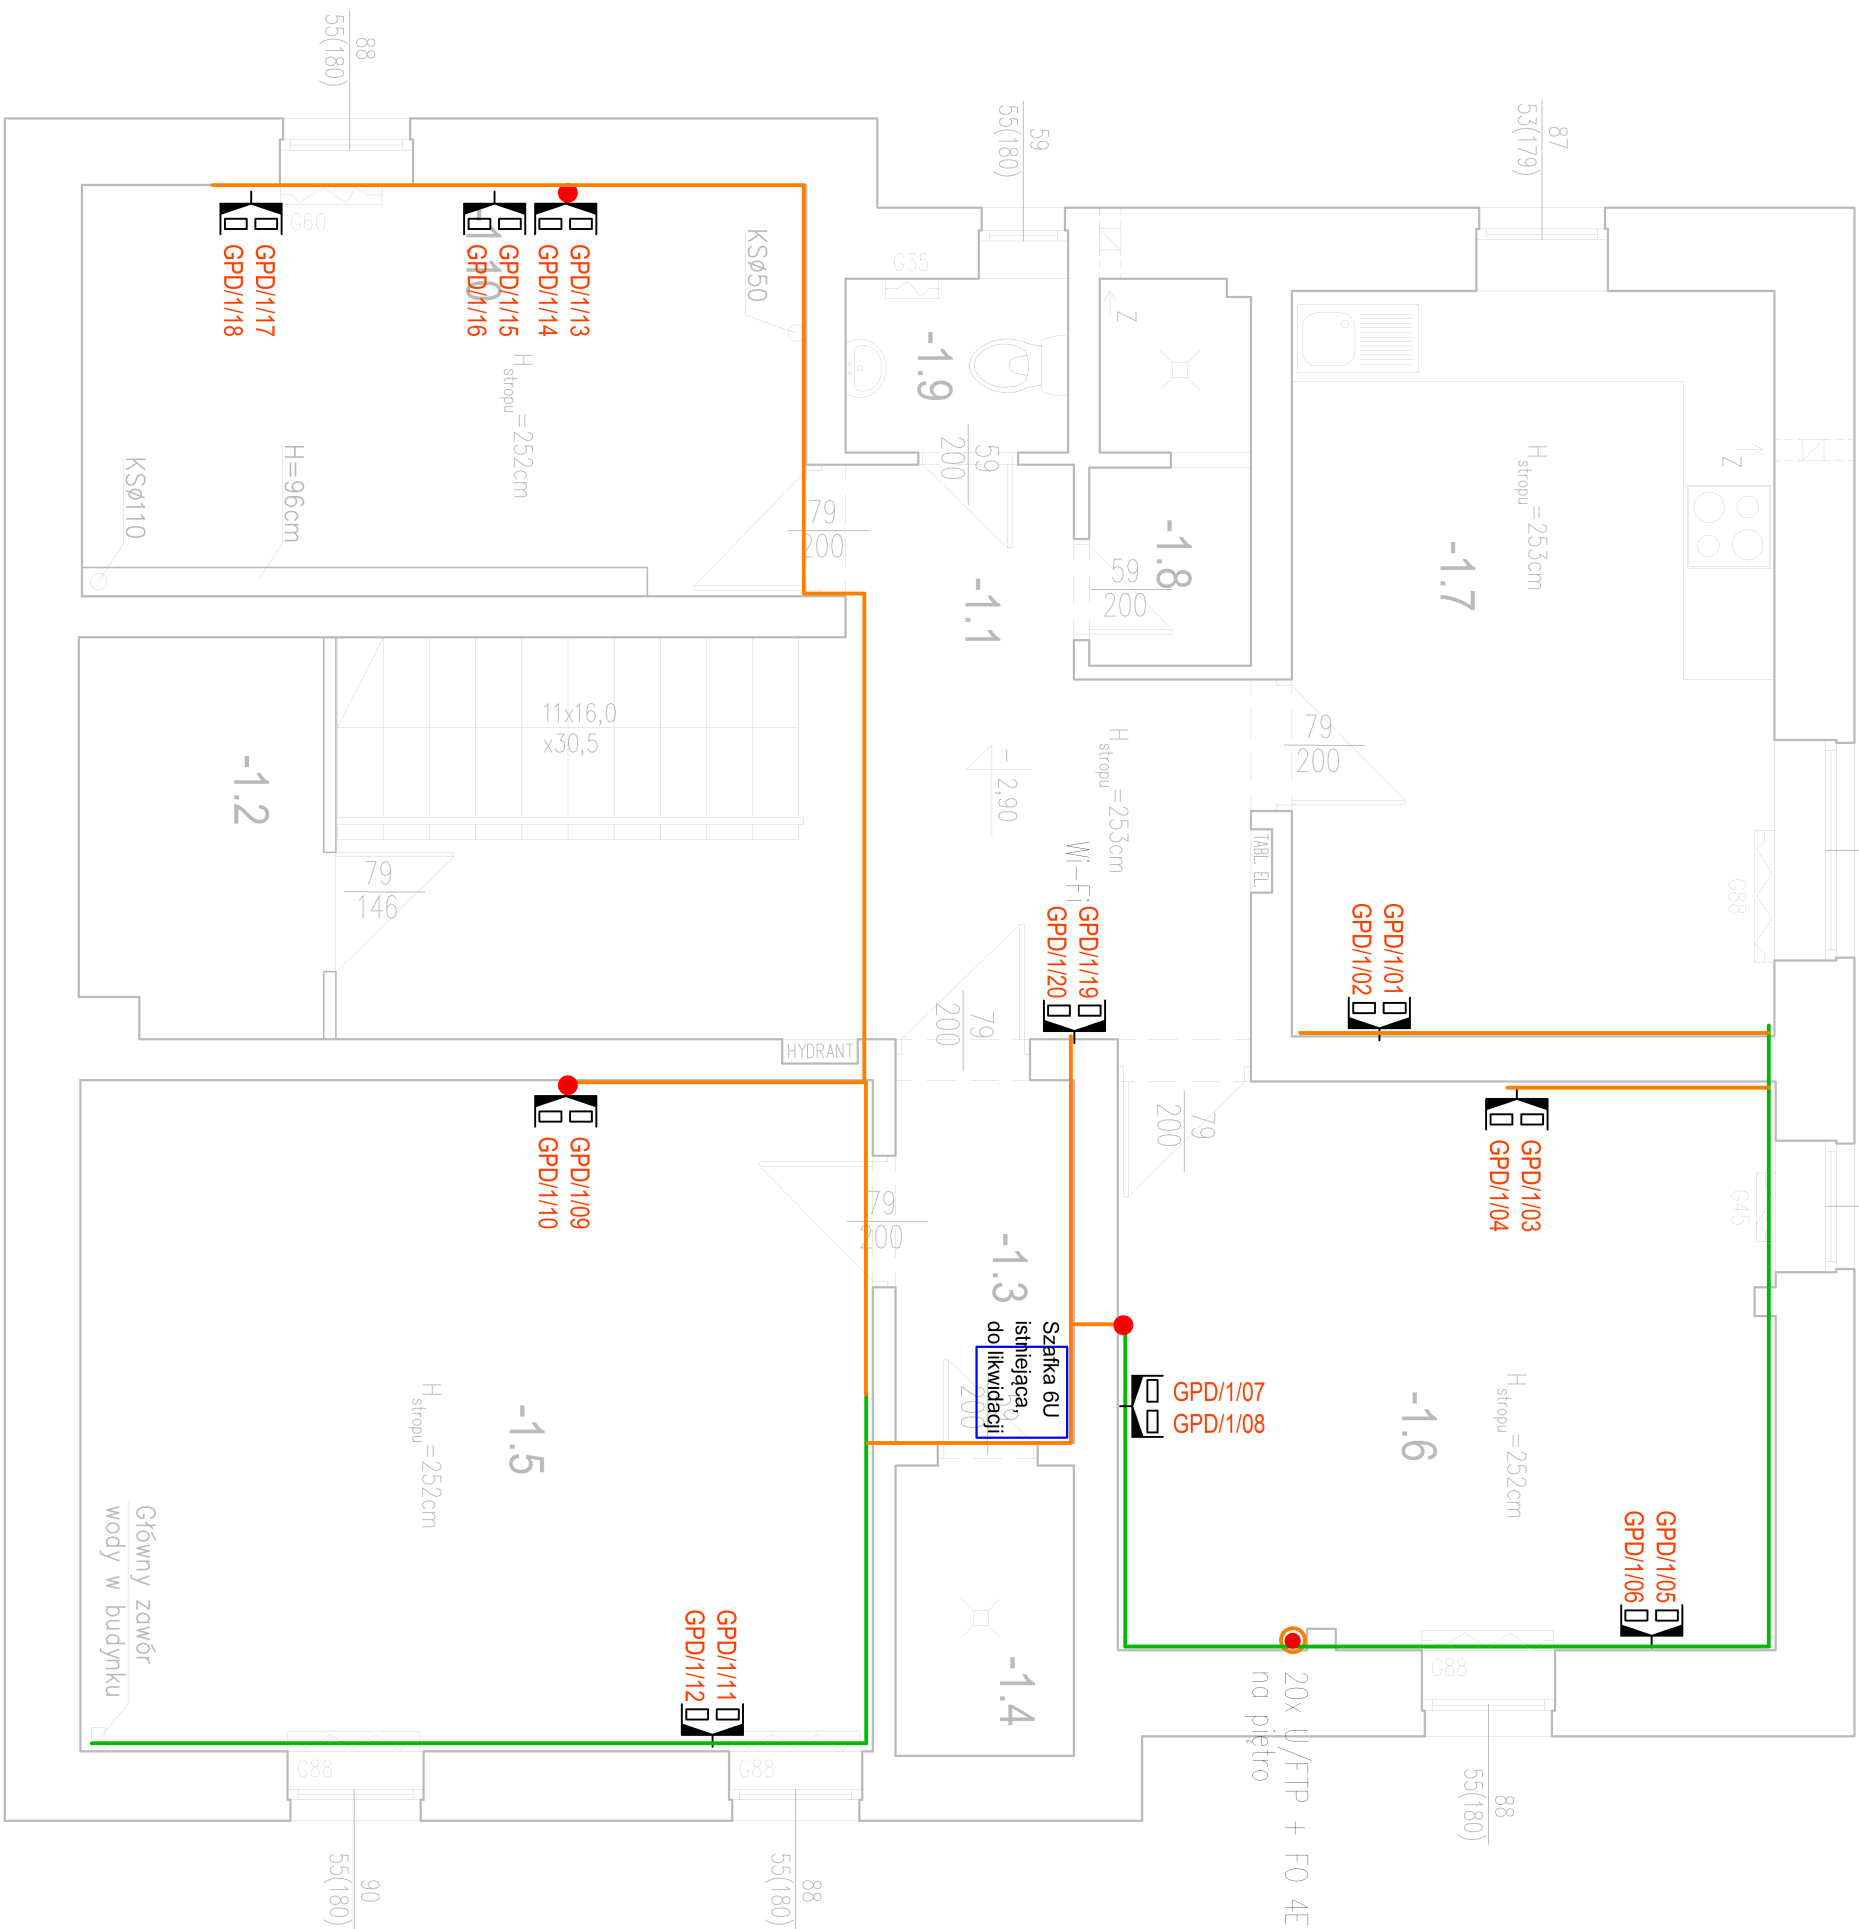 88
55(180)
59
55(180)
87
53(179)
G60
-1.10
GPD/1/17
GPD/1/18
GPD/1/15
GPD/1/16
GPD/1/13
GPD/1/14
KSø50
G35
-1.9
Z
Z
H stropu =252cm
H stropu =253cm
H=96cm
KSø110
59
200
79
200
59
200
-1.8
-1.7
-1.1
11x16,0
x30,5
-1.2
- 2,90
H stropu =253cm
79
200
79
146
TABL. EL.
G88
Wi-Fi
GPD/1/19
GPD/1/20
GPD/1/01
GPD/1/02
79
200
HYDRANT
79
200
GPD/1/09
GPD/1/10
GPD/1/03
GPD/1/04
G45
79
200
-1.3
Szafka 6U
istniejąca,
do likwidacji
59
200
GPD/1/07
GPD/1/08
-1.5
H stropu =252cm
-1.6
H stropu =252cm
Główny zawór
wody w budynku
GPD/1/11
GPD/1/12
GPD/1/05
GPD/1/06
-1.4
G88
G88
G88
20x U/FTP + FO 4E
na piętro
88
55(180)
90
55(180)
88
55(180)